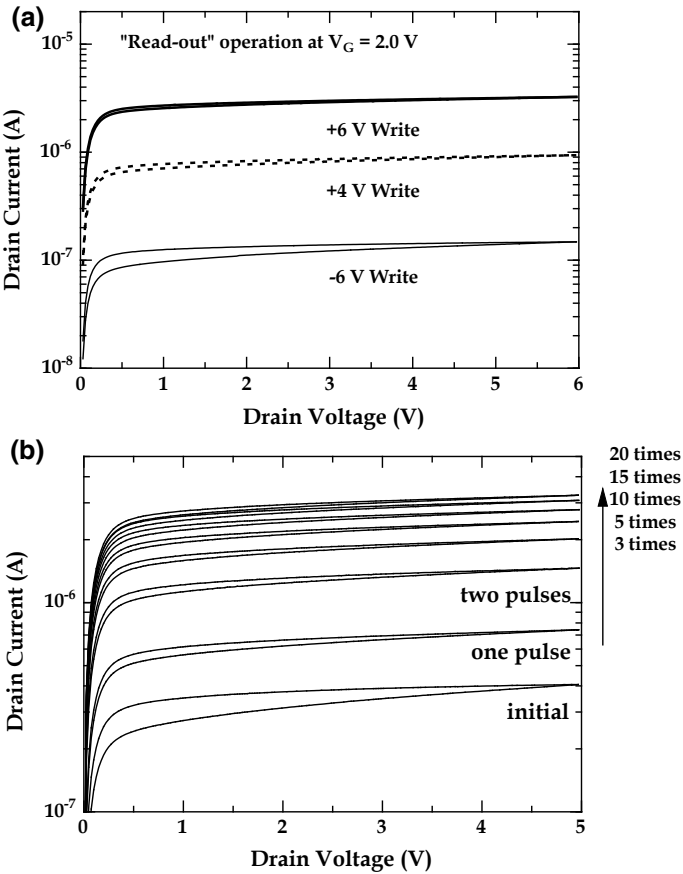 (a)
"Read-out" operation at V_G = 2.0 V
10^-5
10^-6
10^-7
10^-8
Drain Current (A)
+6 V Write
+4 V Write
-6 V Write
0 1 2 3 4 5 6
Drain Voltage (V)
(b)
20 times
15 times
10 times
5 times
3 times
10^-6
10^-7
Drain Current (A)
two pulses
one pulse
initial
0 1 2 3 4 5
Drain Voltage (V)